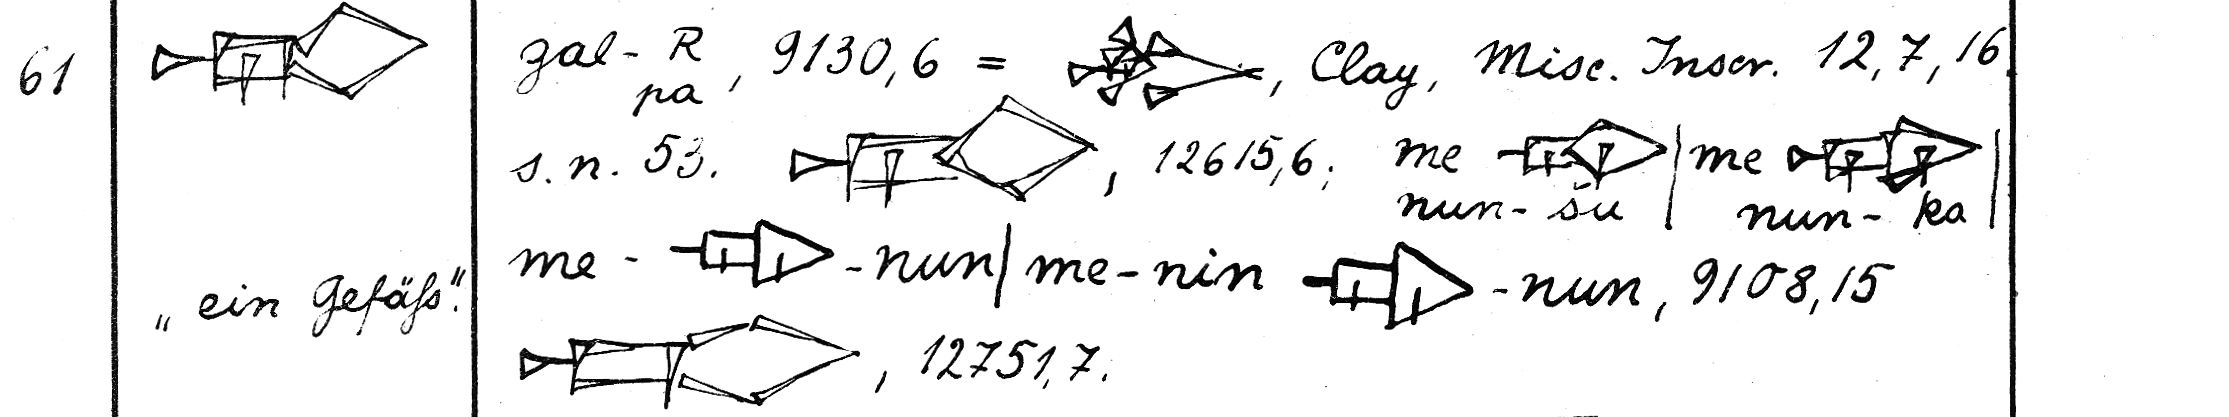 61 zal- R , 9130,6 = , Clay, Misc. Inscr. 12,7,16.
pa
s. n. 53. , 12615,6; me | me |
nun- šu nun- ka
„ ein Gefäſs“. me - -nun | me-nin -nun, 9108,15
, 12751,7.